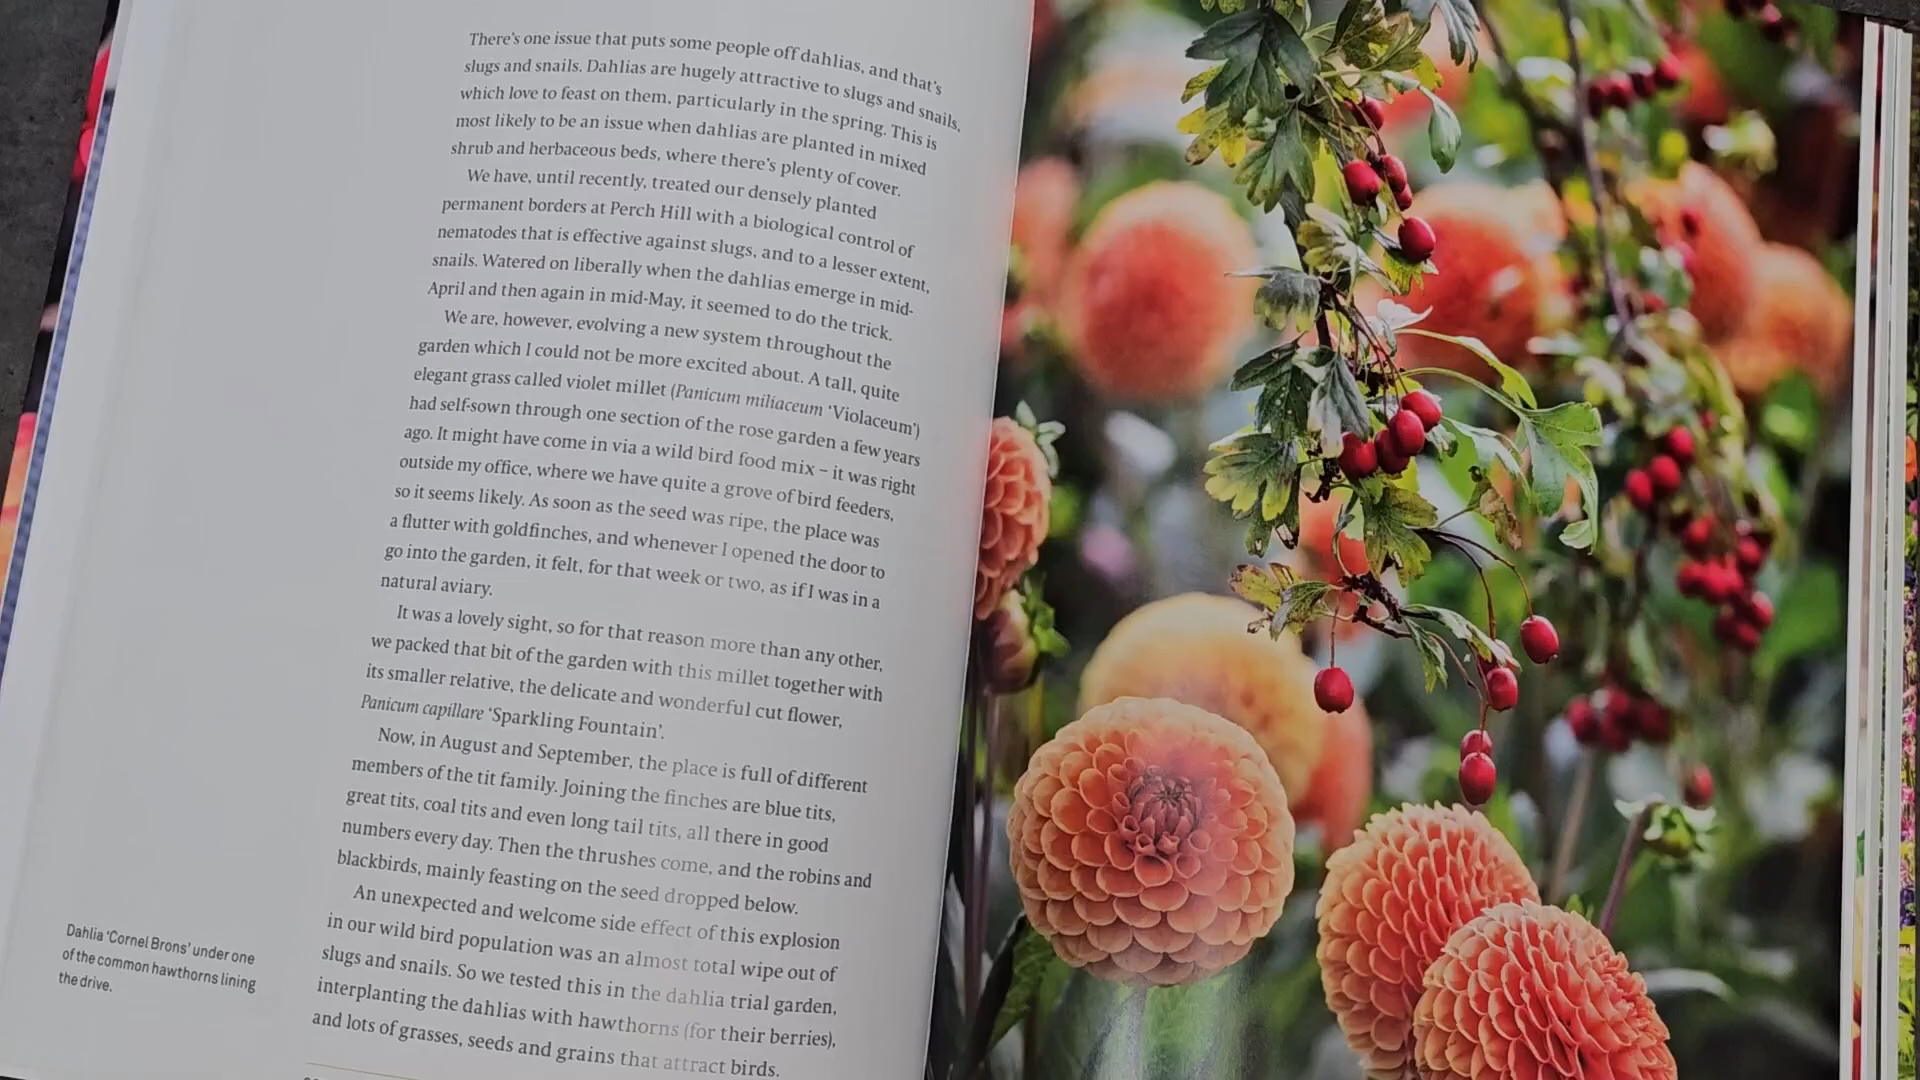 There's one issue that puts some people off dahlias, and that's
slugs and snails. Dahlias are hugely attractive to slugs and snails,
which love to feast on them, particularly in the spring. This is
most likely to be an issue when dahlias are planted in mixed
shrub and herbaceous beds, where there's plenty of cover.
We have, until recently, treated our densely planted
permanent borders at Perch Hill with a biological control of
nematodes that is effective against slugs, and to a lesser extent,
snails. Watered on liberally when the dahlias emerge in mid-
April and then again in mid-May, it seemed to do the trick.
We are, however, evolving a new system throughout the
garden which I could not be more excited about. A tall, quite
elegant grass called violet millet (Panicum miliaceum 'Violaceum')
had self-sown through one section of the rose garden a few years
ago. It might have come in via a wild bird food mix – it was right
outside my office, where we have quite a grove of bird feeders,
so it seems likely. As soon as the seed was ripe, the place was
a flutter with goldfinches, and whenever I opened the door to
go into the garden, it felt, for that week or two, as if I was in a
natural aviary.
It was a lovely sight, so for that reason more than any other,
we packed that bit of the garden with this millet together with
its smaller relative, the delicate and wonderful cut flower,
Panicum capillare 'Sparkling Fountain'.
Now, in August and September, the place is full of different
members of the tit family. Joining the finches are blue tits,
great tits, coal tits and even long tail tits, all there in good
numbers every day. Then the thrushes come, and the robins and
blackbirds, mainly feasting on the seed dropped below.
An unexpected and welcome side effect of this explosion
in our wild bird population was an almost total wipe out of
slugs and snails. So we tested this in the dahlia trial garden,
interplanting the dahlias with hawthorns (for their berries),
and lots of grasses, seeds and grains that attract birds.
Dahlia 'Cornel Brons' under one
of the common hawthorns lining
the drive.